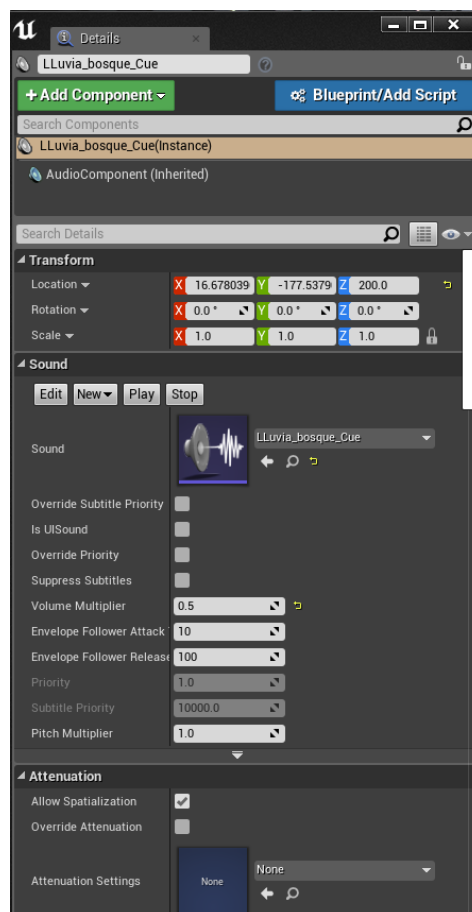 Details
LLuvia_bosque_Cue
+Add Component
Blueprint/Add Script
Search Components
LLuvia_bosque_Cue(Instance)
AudioComponent (Inherited)
Search Details
Transform
Location X 16.678039 Y -177.5379 Z 200.0
Rotation X 0.0° Y 0.0° Z 0.0°
Scale X 1.0 Y 1.0 Z 1.0
Sound
Edit New Play Stop
Sound LLuvia_bosque_Cue
Override Subtitle Priority
Is UISound
Override Priority
Suppress Subtitles
Volume Multiplier 0.5
Envelope Follower Attack 10
Envelope Follower Release 100
Priority 1.0
Subtitle Priority 10000.0
Pitch Multiplier 1.0
Attenuation
Allow Spatialization
Override Attenuation
Attenuation Settings None None